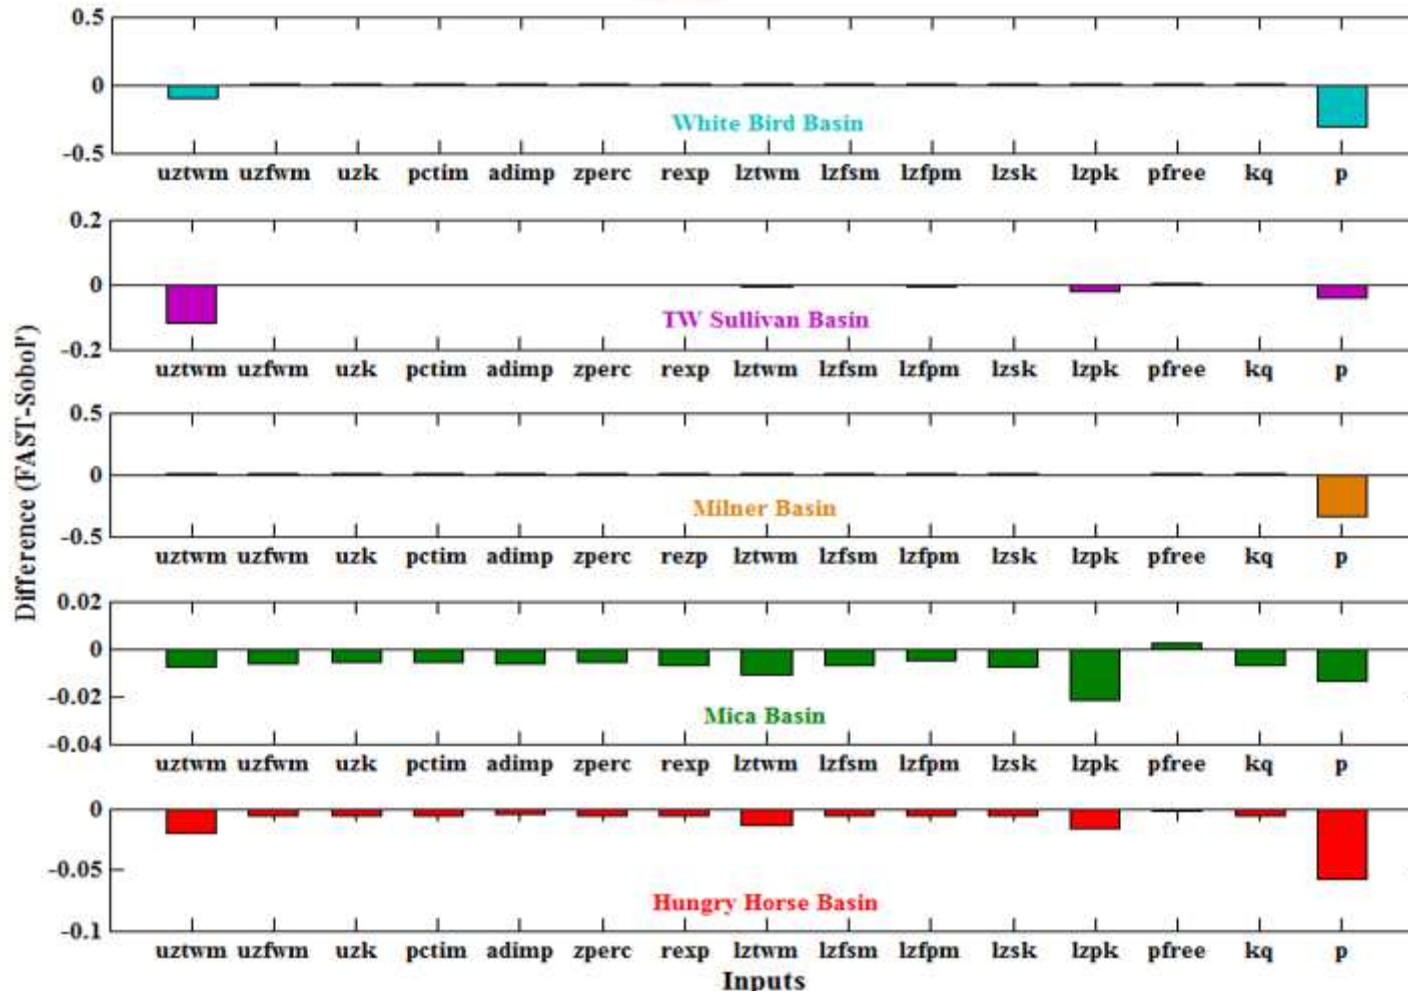 Difference (FAST-Sobol')
0.5
0
-0.5
White Bird Basin
uztwm uzfwm uzk pctim adimp zperc rexp lztwm lzfsm lzfpm lzsk lzpk pfree kq p
0.2
0
-0.2
TW Sullivan Basin
uztwm uzfwm uzk pctim adimp zperc rexp lztwm lzfsm lzfpm lzsk lzpk pfree kq p
0.5
0
-0.5
Milner Basin
uztwm uzfwm uzk pctim adimp zperc rezp lztwm lzfsm lzfpm lzsk lzpk pfree kq p
0.02
0
-0.02
-0.04
Mica Basin
uztwm uzfwm uzk pctim adimp zperc rexp lztwm lzfsm lzfpm lzsk lzpk pfree kq p
0
-0.05
-0.1
Hungry Horse Basin
uztwm uzfwm uzk pctim adimp zperc rexp lztwm lzfsm lzfpm lzsk lzpk pfree kq p
Inputs